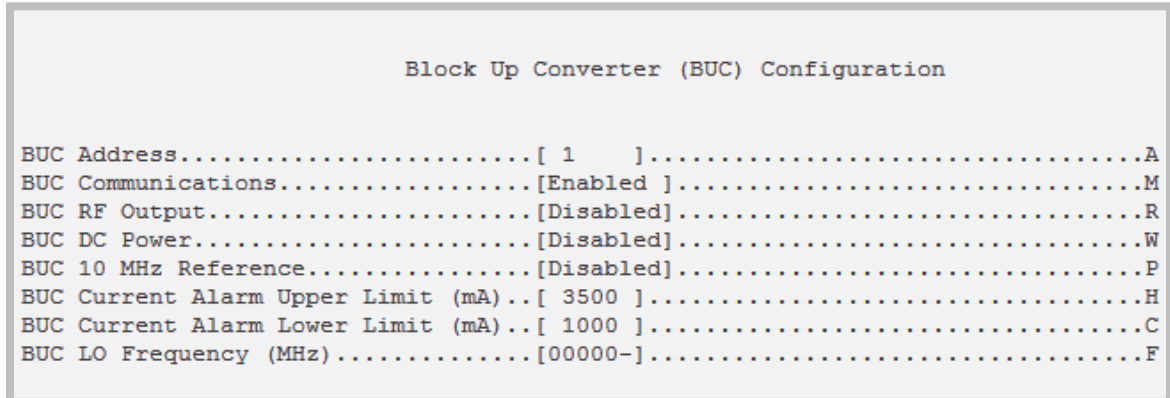 Block Up Converter (BUC) Configuration
BUC Address.........................[ 1    ]...................................A
BUC Communications..................[Enabled ].................................M
BUC RF Output.......................[Disabled].................................R
BUC DC Power........................[Disabled].................................W
BUC 10 MHz Reference................[Disabled].................................P
BUC Current Alarm Upper Limit (mA)..[ 3500 ]...................................H
BUC Current Alarm Lower Limit (mA)..[ 1000 ]...................................C
BUC LO Frequency (MHz)..............[00000-]...................................F